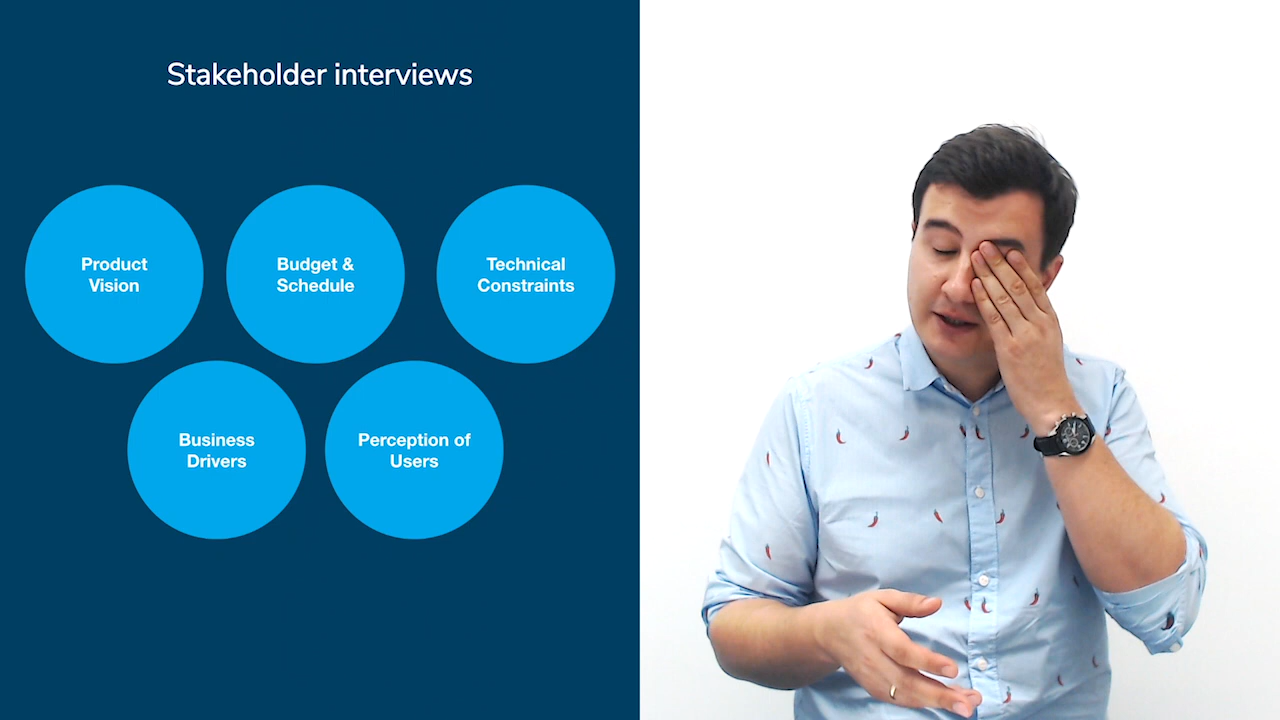 Stakeholder interviews
Product
Vision
Budget &
Schedule
Technical
Constraints
Business
Drivers
Perception of
Users